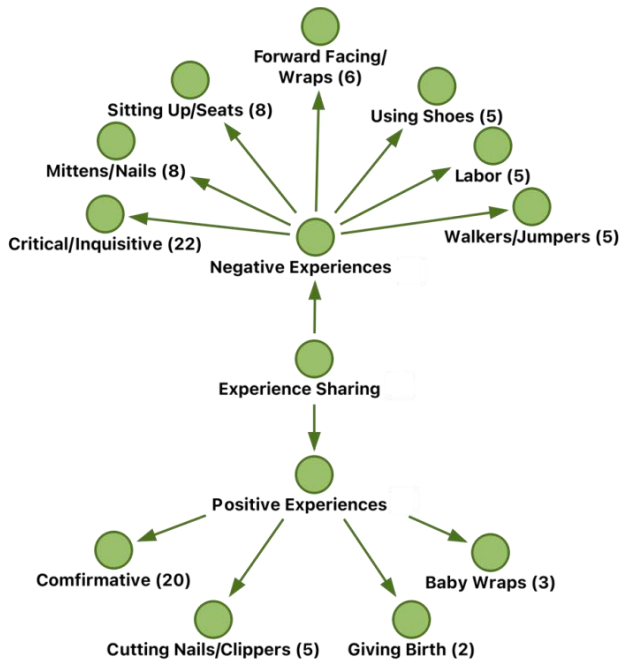 Forward Facing/
Wraps (6)
Sitting Up/Seats (8)
Using Shoes (5)
Mittens/Nails (8)
Labor (5)
Critical/Inquisitive (22)
Walkers/Jumpers (5)
Negative Experiences
Experience Sharing
Positive Experiences
Comfirmative (20)
Baby Wraps (3)
Cutting Nails/Clippers (5)
Giving Birth (2)